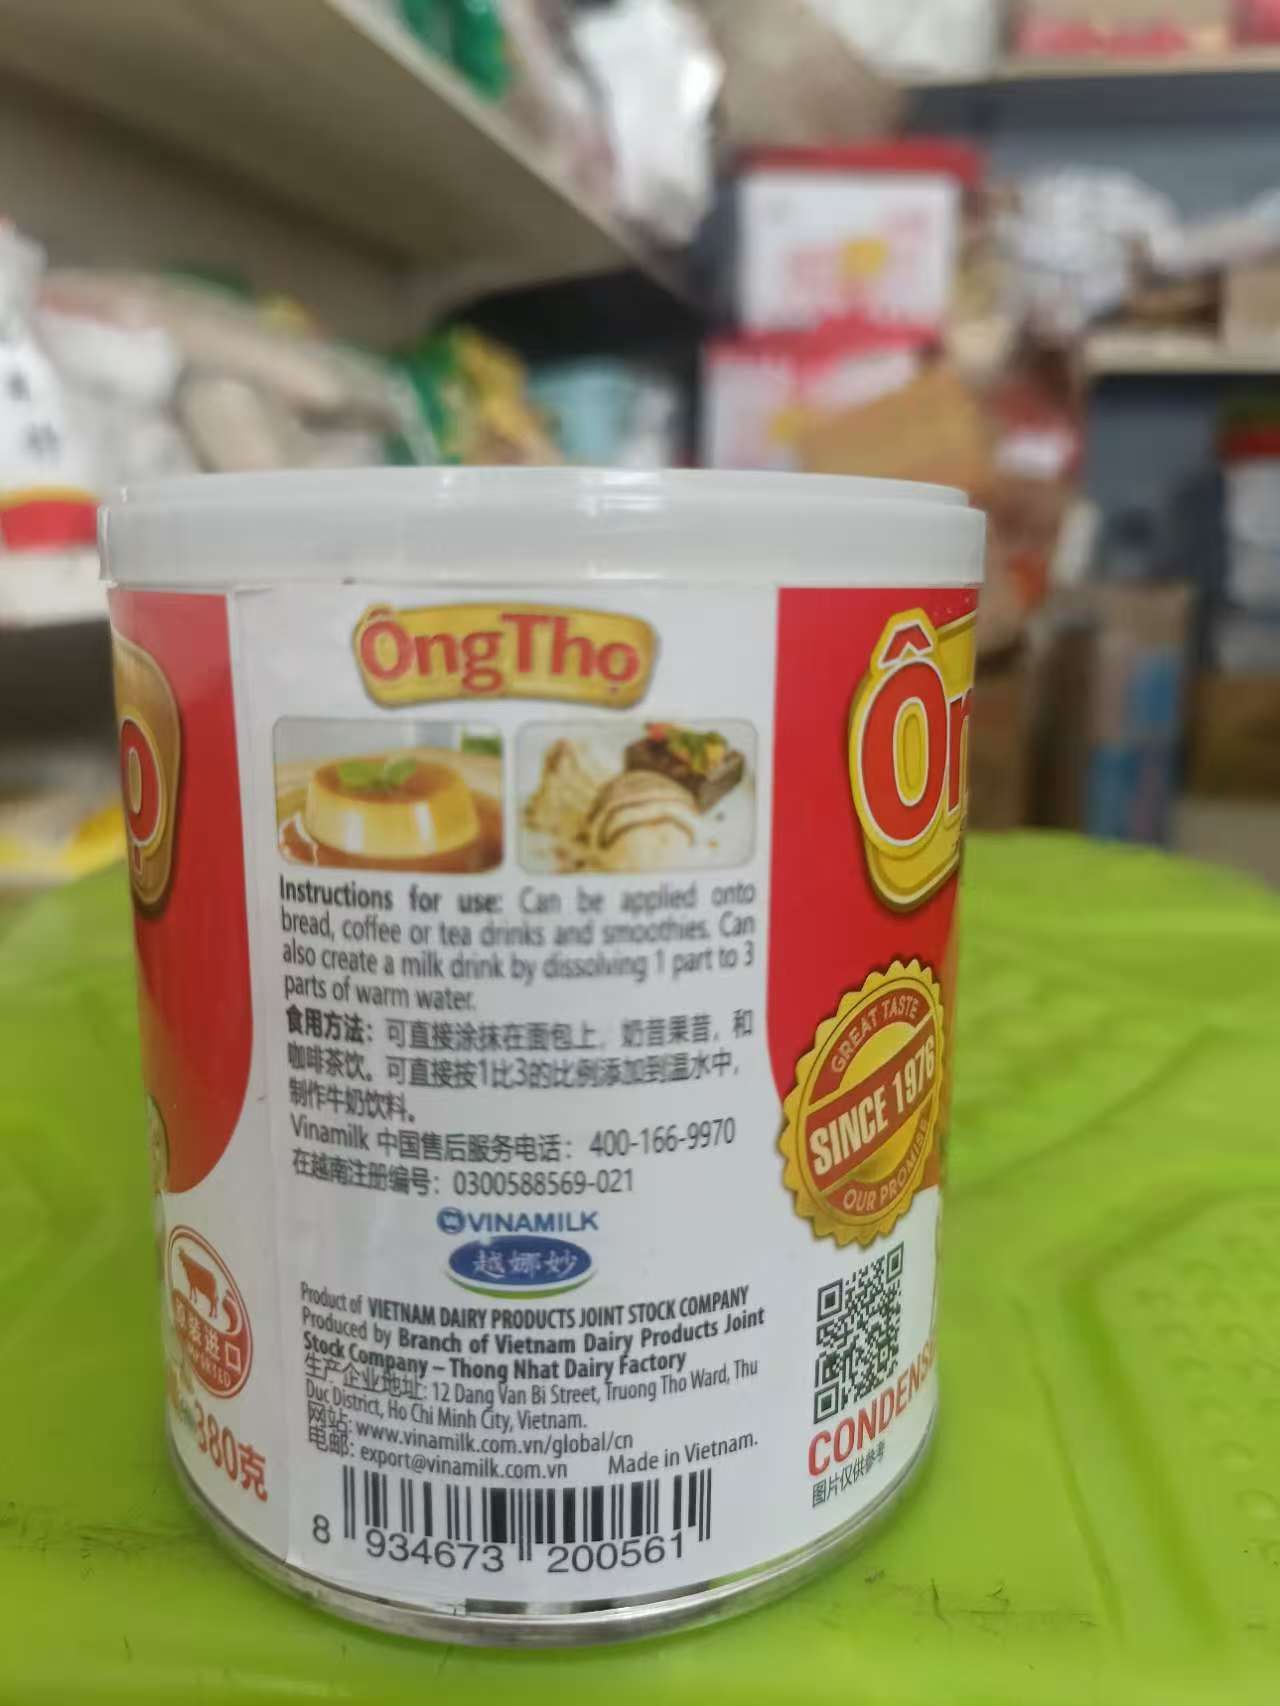 ÔngThọ
Instructions for use: Can be applied onto
bread, coffee or tea drinks and smoothies. Can
also create a milk drink by dissolving 1 part to 3
parts of warm water.
食用方法：可直接涂抹在面包上，奶昔果昔，和
咖啡茶饮。可直接按1比3的比例添加到温水中，
制作牛奶饮料。
Vinamilk 中国售后服务电话：400-166-9970
在越南注册编号：0300588569-021
VINAMILK
越娜妙
Product of VIETNAM DAIRY PRODUCTS JOINT STOCK COMPANY
Produced by Branch of Vietnam Dairy Products Joint
Stock Company – Thong Nhat Dairy Factory
生产企业地址: 12 Dang Van Bi Street, Truong Tho Ward, Thu
Duc District, Ho Chi Minh City, Vietnam.
网站: www.vinamilk.com.vn/global/cn
电邮: export@vinamilk.com.vn Made in Vietnam.
8 934673 200561
ọ
原装进口
380克
Ôn
GREAT TASTE
SINCE 1976
OUR PROMISE
CONDENS
图片仅供参考